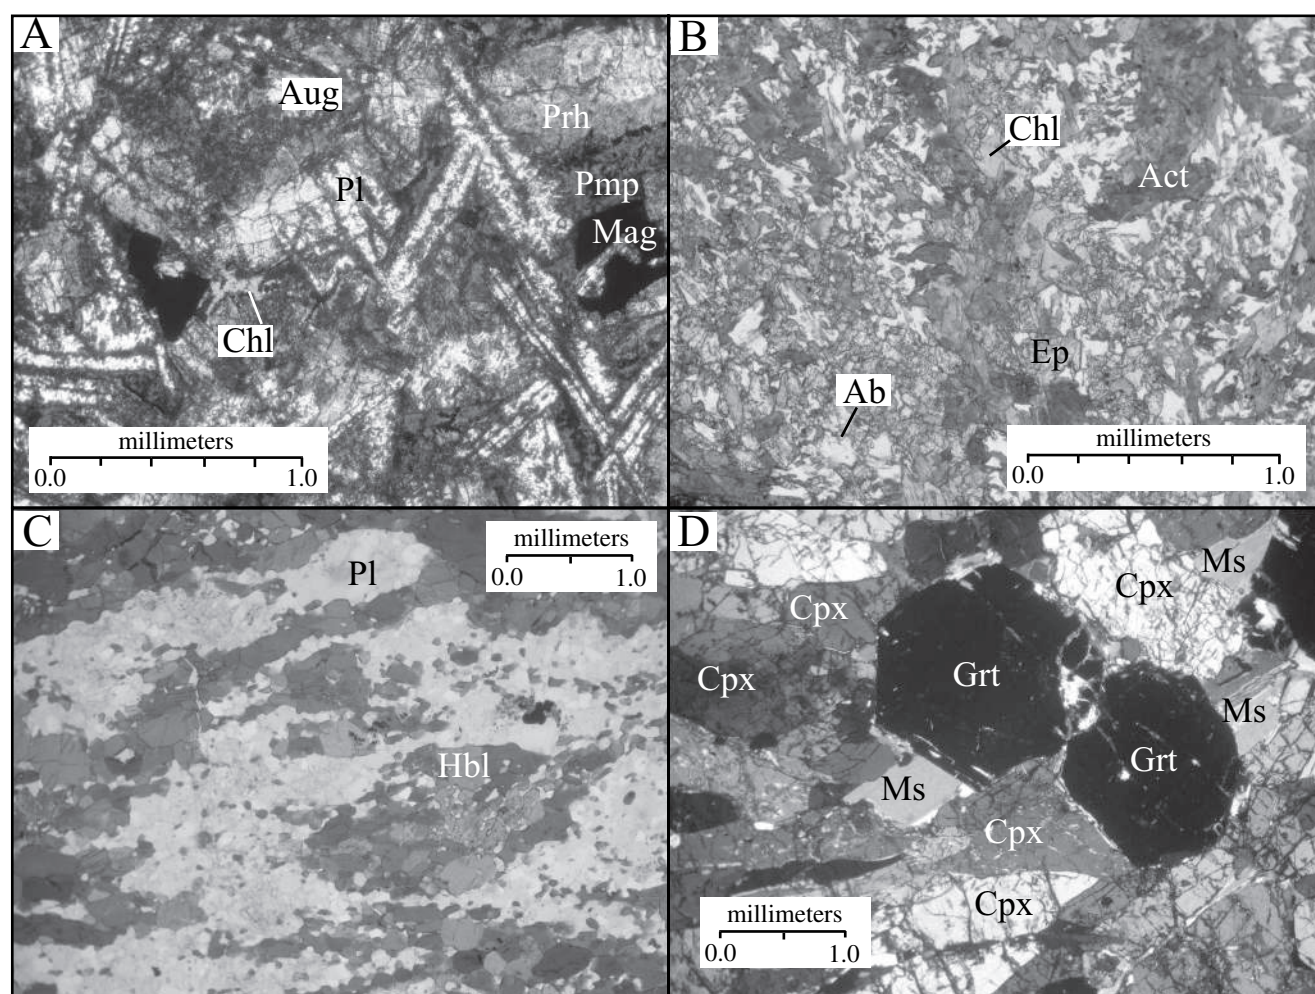 A
Aug
Prh
Pl
Pmp
Mag
Chl
millimeters
0.0 1.0
B
Chl
Act
Ep
Ab
millimeters
0.0 1.0
C
Pl
millimeters
0.0 1.0
Hbl
D
Ms
Cpx
Cpx
Cpx
Grt
Ms
Grt
Ms
Cpx
Cpx
millimeters
0.0 1.0